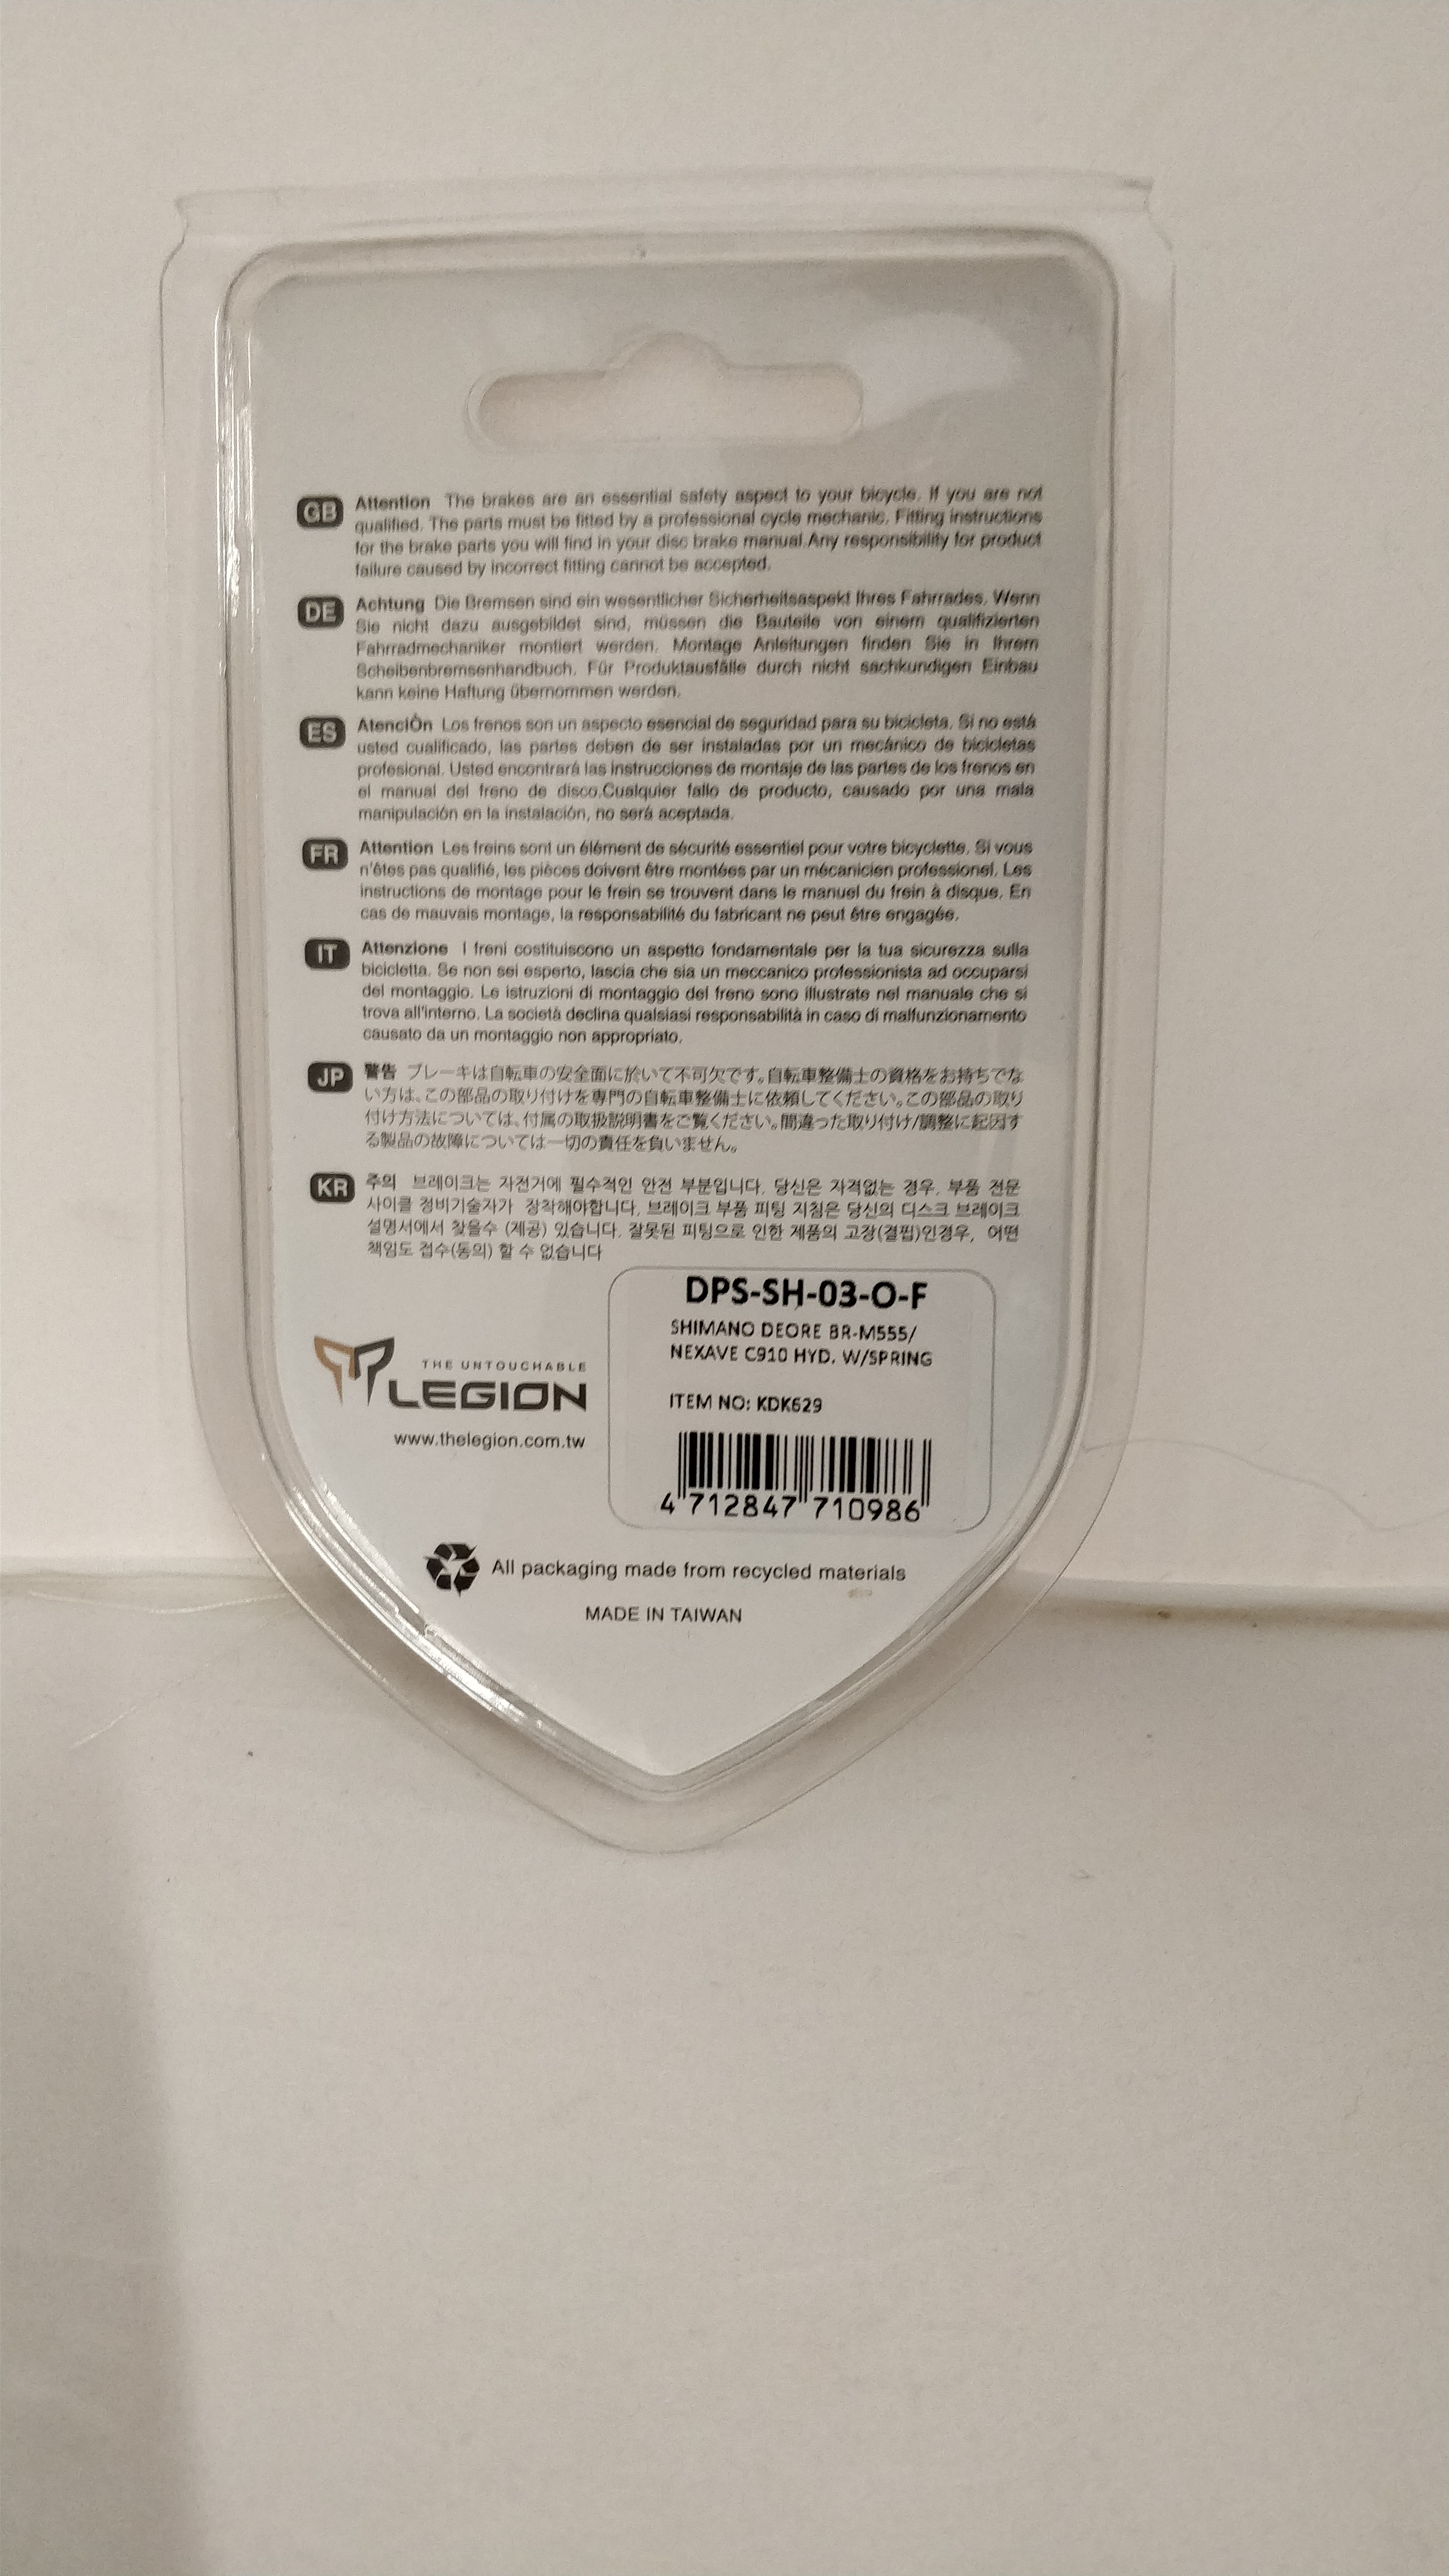 GB Attention The brakes are an essential safety aspect to your bicycle. If you are not
qualified. The parts must be fitted by a professional cycle mechanic. Fitting instructions
for the brake parts you will find in your disc brake manual.Any responsibility for product
failure caused by incorrect fitting cannot be accepted.
DE Achtung Die Bremsen sind ein wesentlicher Sicherheitsaspekt Ihres Fahrrades. Wenn
Sie nicht dazu ausgebildet sind, müssen die Bauteile von einem qualifizierten
Fahrradmechaniker montiert werden. Montage Anleitungen finden Sie in Ihrem
Scheibenbremsenhandbuch. Für Produktausfälle durch nicht sachkundigen Einbau
kann keine Haftung übernommen werden.
ES AtenciÒn Los frenos son un aspecto esencial de seguridad para su bicicleta. Si no está
usted cualificado, las partes deben de ser instaladas por un mecánico de bicicletas
profesional. Usted encontrará las instrucciones de montaje de las partes de los frenos en
el manual del freno de disco.Cualquier fallo de producto, causado por una mala
manipulación en la instalación, no será aceptada.
FR Attention Les freins sont un élément de sécurité essentiel pour votre bicyclette. Si vous
n'êtes pas qualifié, les pièces doivent être montées par un mécanicien professionel. Les
instructions de montage pour le frein se trouvent dans le manuel du frein à disque. En
cas de mauvais montage, la responsabilité du fabricant ne peut être engagée.
IT Attenzione I freni costituiscono un aspetto fondamentale per la tua sicurezza sulla
bicicletta. Se non sei esperto, lascia che sia un meccanico professionista ad occuparsi
del montaggio. Le istruzioni di montaggio del freno sono illustrate nel manuale che si
trova all'interno. La società declina qualsiasi responsabilità in caso di malfunzionamento
causato da un montaggio non appropriato.
JP 警告 ブレーキは自転車の安全面に於いて不可欠です。自転車整備士の資格をお持ちでな
い方は、この部品の取り付けを専門の自転車整備士に依頼してください。この部品の取り
付け方法については、付属の取扱説明書をご覧ください。間違った取り付け/調整に起因す
る製品の故障については一切の責任を負いません。
KR 주의 브레이크는 자전거에 필수적인 안전 부분입니다. 당신은 자격없는 경우, 부품 전문
사이클 정비기술자가 장착해야합니다. 브레이크 부품 피팅 지침은 당신의 디스크 브레이크
설명서에서 찾을수 (제공) 있습니다. 잘못된 피팅으로 인한 제품의 고장(결핍)인경우, 어떤
책임도 접수(동의) 할 수 없습니다
DPS-SH-03-O-F
SHIMANO DEORE BR-M555/
NEXAVE C910 HYD. W/SPRING
ITEM NO: KDK629
4 712847 710986
THE UNTOUCHABLE
LEGION
www.thelegion.com.tw
All packaging made from recycled materials
MADE IN TAIWAN